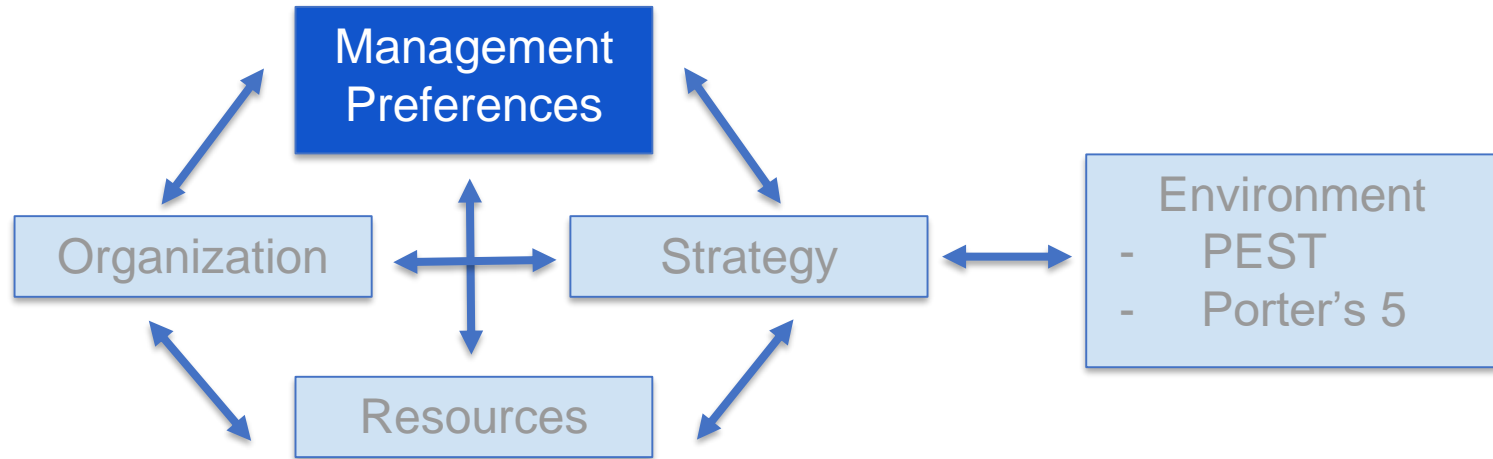 Management
Preferences
Organization
Strategy
Resources
Environment
- PEST
- Porter’s 5